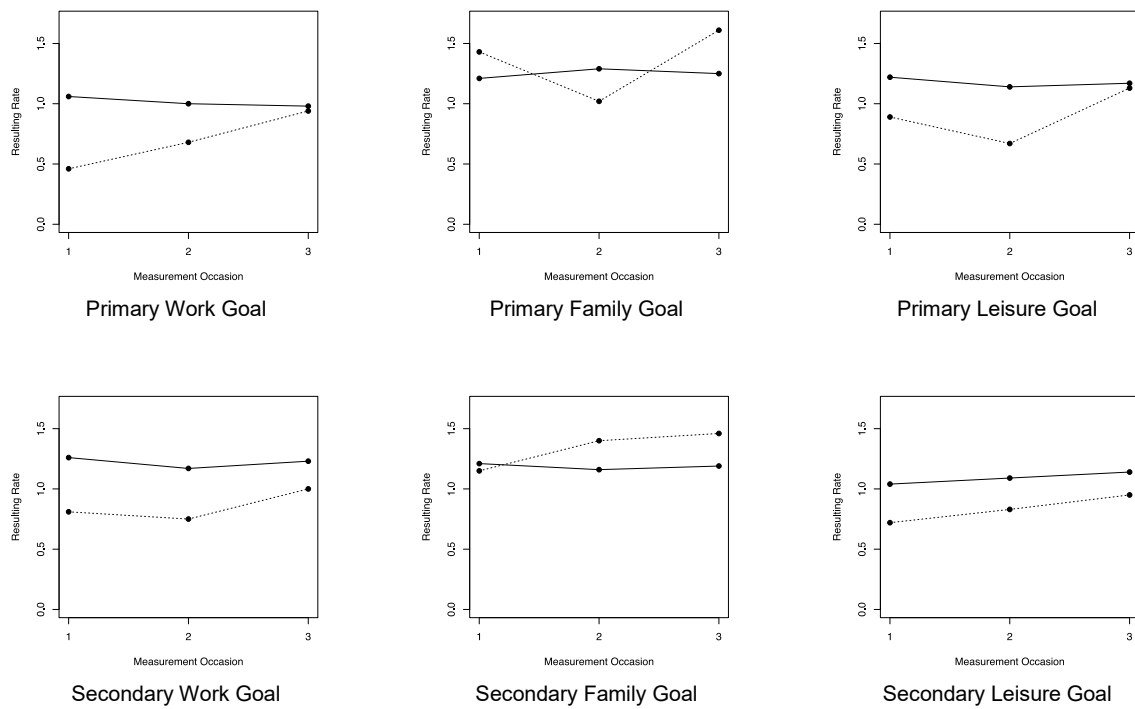 1.5
1.0
0.5
0.0
Resulting Rate
1 2 3
Measurement Occasion
Primary Work Goal
1.5
1.0
0.5
0.0
Resulting Rate
1 2 3
Measurement Occasion
Primary Family Goal
1.5
1.0
0.5
0.0
Resulting Rate
1 2 3
Measurement Occasion
Primary Leisure Goal
1.5
1.0
0.5
0.0
Resulting Rate
1 2 3
Measurement Occasion
Secondary Work Goal
1.5
1.0
0.5
0.0
Resulting Rate
1 2 3
Measurement Occasion
Secondary Family Goal
1.5
1.0
0.5
0.0
Resulting Rate
1 2 3
Measurement Occasion
Secondary Leisure Goal